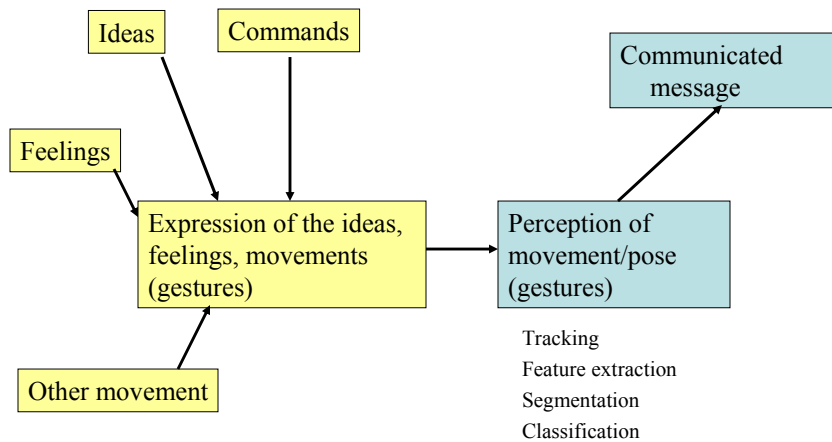 Ideas
Commands
Communicated
message
Feelings
Expression of the ideas,
feelings, movements
(gestures)
Perception of
movement/pose
(gestures)
Tracking
Feature extraction
Segmentation
Classification
Other movement